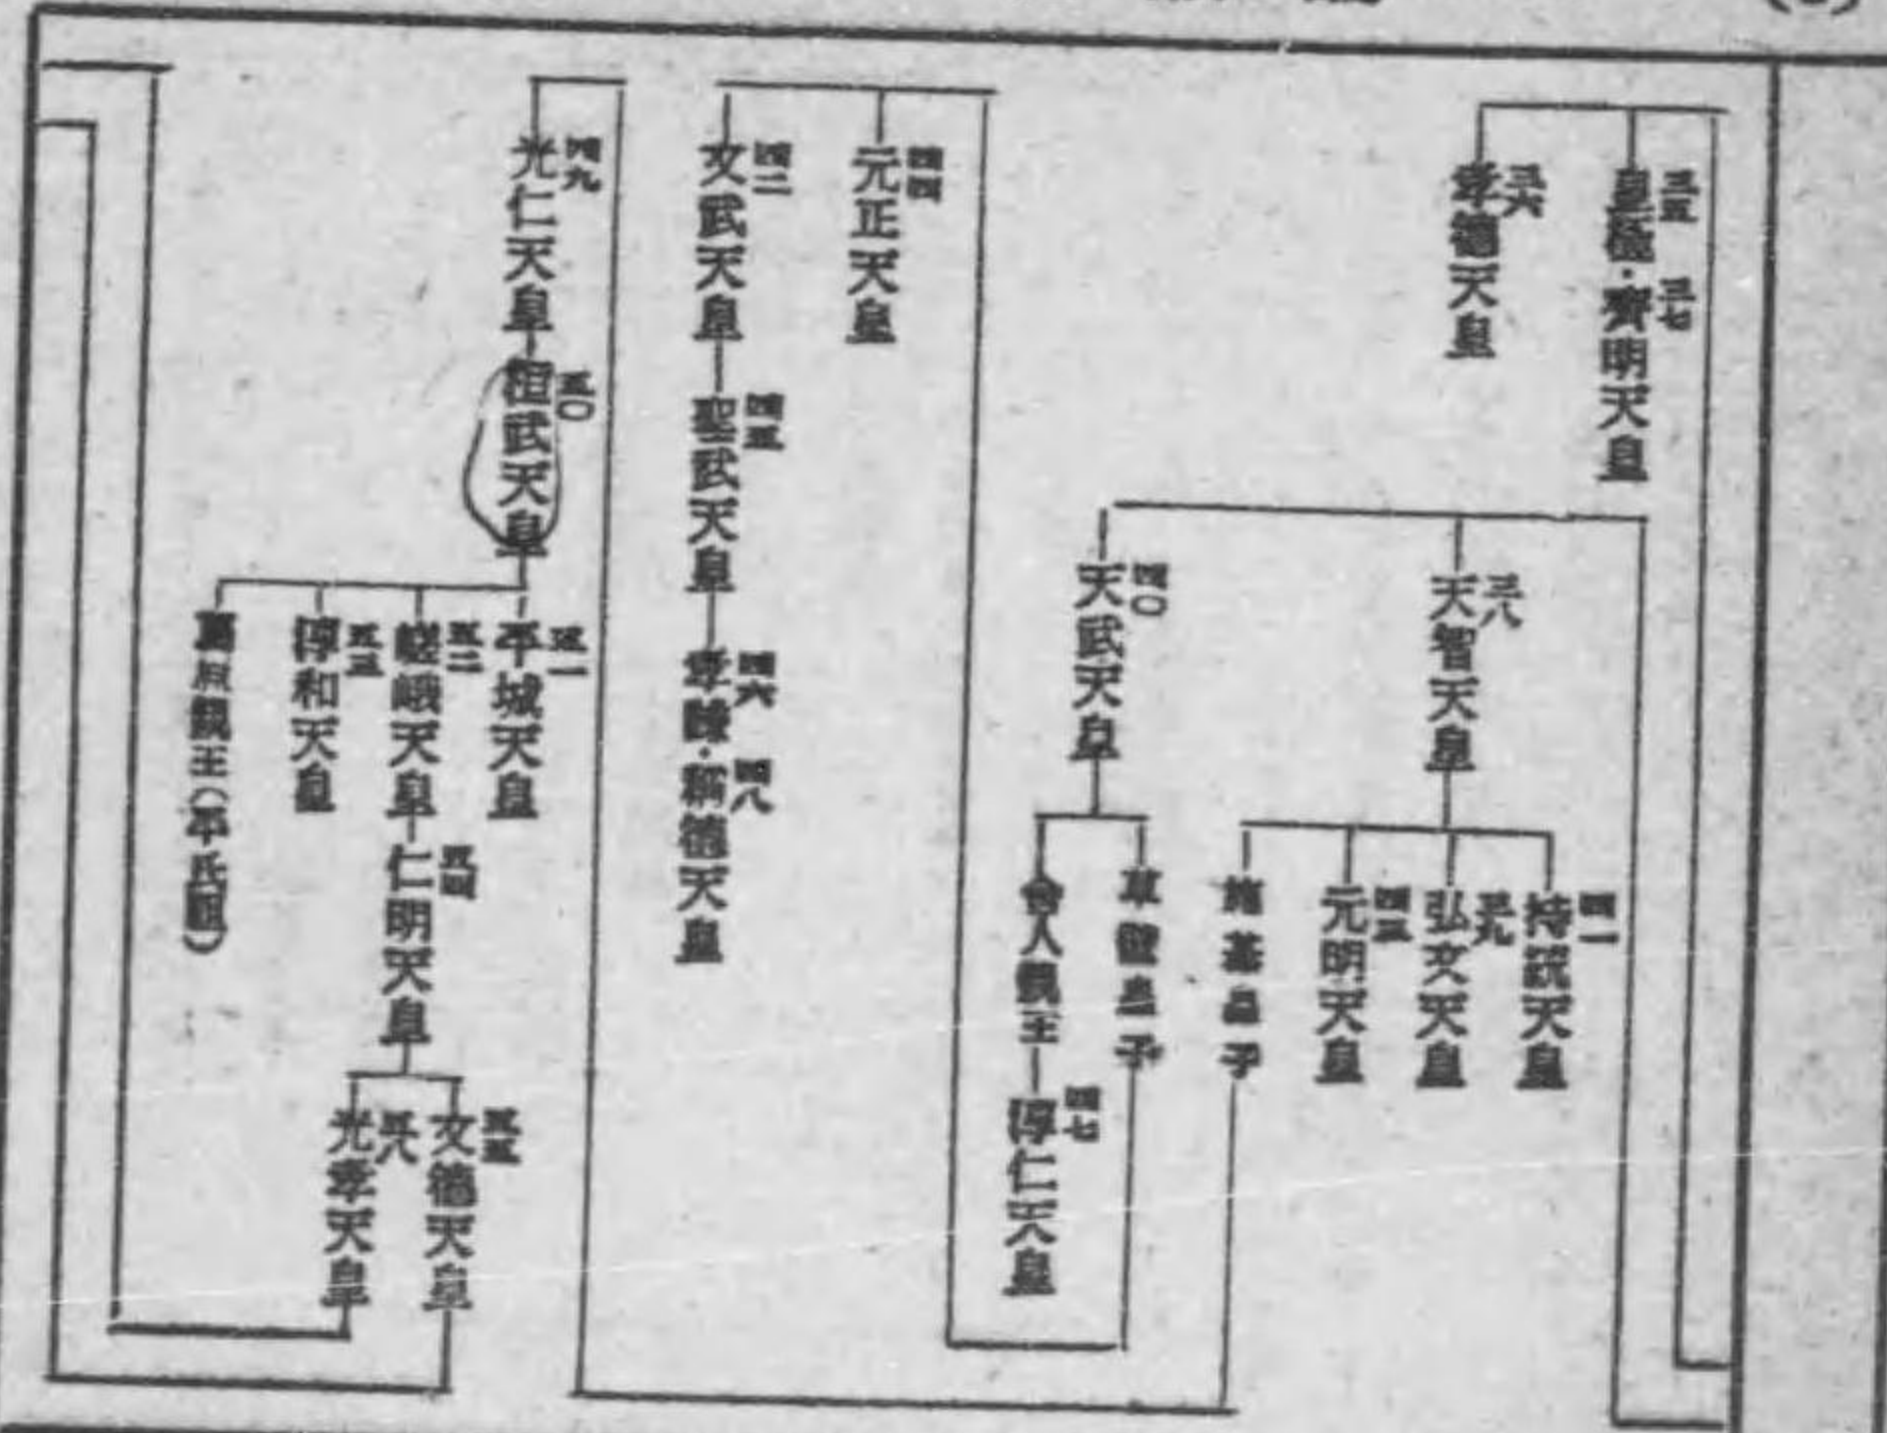 三五 三七
皇極・齊明天皇
三六
孝德天皇
三八
天智天皇
四一
持統天皇
三九
弘文天皇
四三
元明天皇
施基皇子
四〇
天武天皇
草壁皇子
舍人親王
四七
淳仁天皇
四四
元正天皇
四二
文武天皇
四五
聖武天皇
四六 四八
孝謙・稱德天皇
四九
光仁天皇
五〇
桓武天皇
五一
平城天皇
五二
嵯峨天皇
五三
淳和天皇
葛原親王(平氏祖)
五四
仁明天皇
五五
文德天皇
五八
光孝天皇